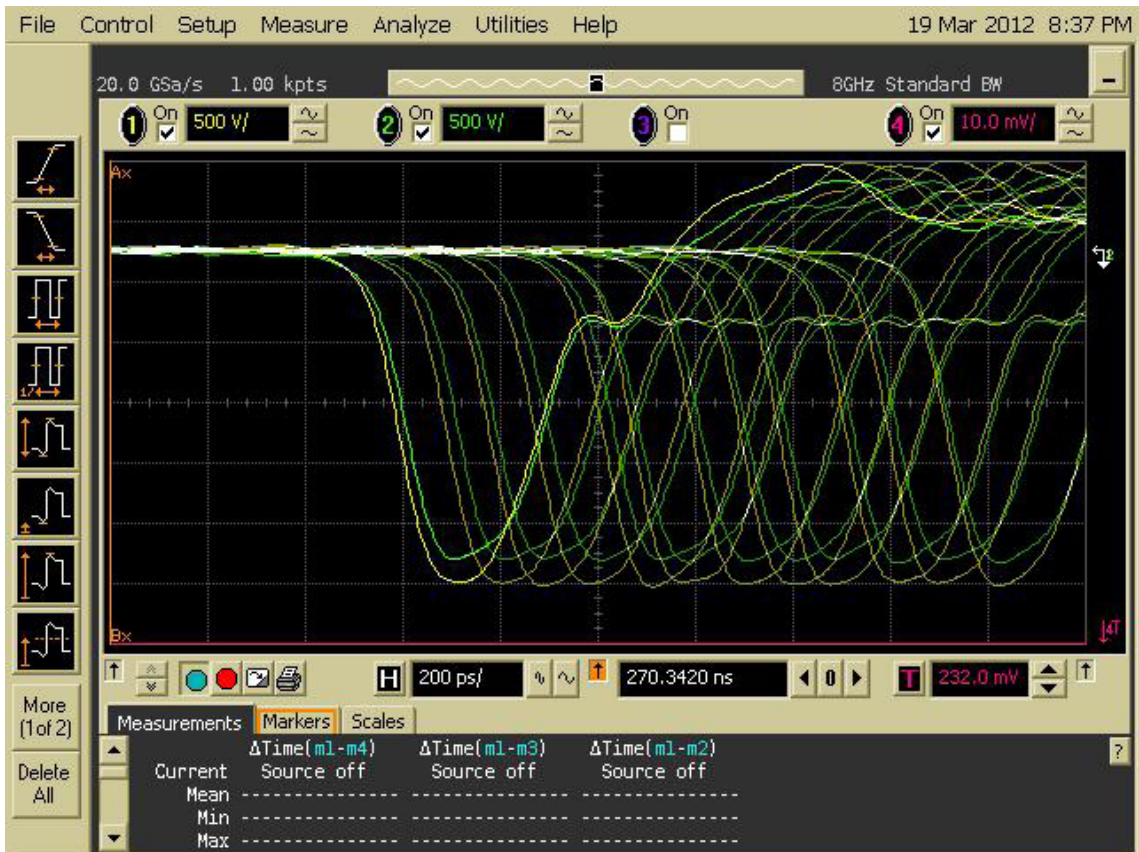 File Control Setup Measure Analyze Utilities Help 19 Mar 2012 8:37 PM
20.0 GSa/s 1.00 kpts 8GHz Standard BW
1 On 500 V/ 2 On 500 V/ 3 On 4 On 10.0 mV/
Ax
Bx
H 200 ps/ 270.3420 ns 0 T 232.0 mV
More
(1of 2)
Delete
All
Measurements Markers Scales
ΔTime(m1-m4) ΔTime(m1-m3) ΔTime(m1-m2) ?
Current Source off Source off Source off
Mean --------------- --------------- ---------------
Min --------------- --------------- ---------------
Max --------------- --------------- ---------------